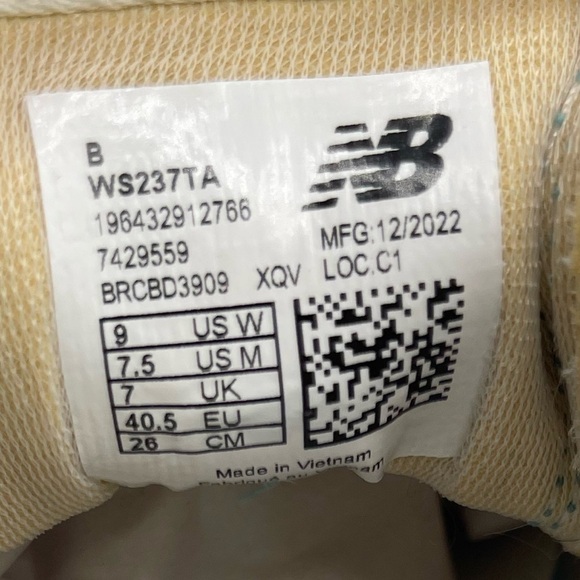 B
WS237TA
196432912766
7429559
BRCBD3909 XQV
NB
MFG:12/2022
LOC.C1
9 US W
7.5 US M
7 UK
40.5 EU
26 CM
Made in Vietnam